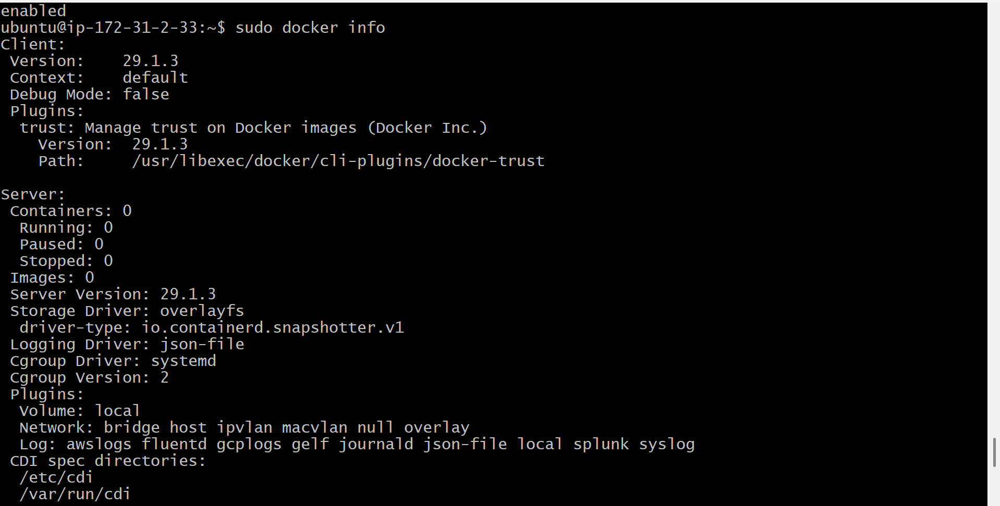 enabled
ubuntu@ip-172-31-2-33:~$ sudo docker info
Client:
 Version:    29.1.3
 Context:    default
 Debug Mode: false
 Plugins:
  trust: Manage trust on Docker images (Docker Inc.)
    Version:  29.1.3
    Path:     /usr/libexec/docker/cli-plugins/docker-trust

Server:
 Containers: 0
  Running: 0
  Paused: 0
  Stopped: 0
 Images: 0
 Server Version: 29.1.3
 Storage Driver: overlayfs
  driver-type: io.containerd.snapshotter.v1
 Logging Driver: json-file
 Cgroup Driver: systemd
 Cgroup Version: 2
 Plugins:
  Volume: local
  Network: bridge host ipvlan macvlan null overlay
  Log: awslogs fluentd gcplogs gelf journald json-file local splunk syslog
 CDI spec directories:
  /etc/cdi
  /var/run/cdi